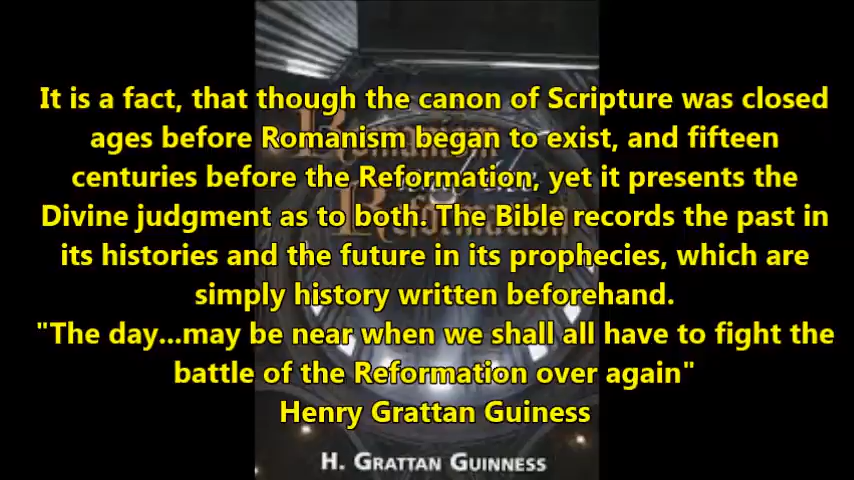 It is a fact, that though the canon of Scripture was closed
ages before Romanism began to exist, and fifteen
centuries before the Reformation, yet it presents the
Divine judgment as to both. The Bible records the past in
its histories and the future in its prophecies, which are
simply history written beforehand.
"The day...may be near when we shall all have to fight the
battle of the Reformation over again"
Henry Grattan Guiness
Romanism
Reformation
H. GRATTAN GUINNESS